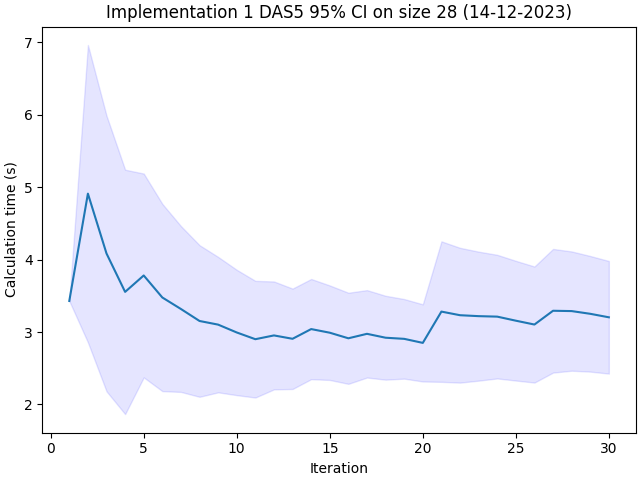 Implementation 1 DAS5 95% CI on size 28 (14-12-2023)
7
6
5
4
3
2
Calculation time (s)
0 5 10 15 20 25 30
Iteration